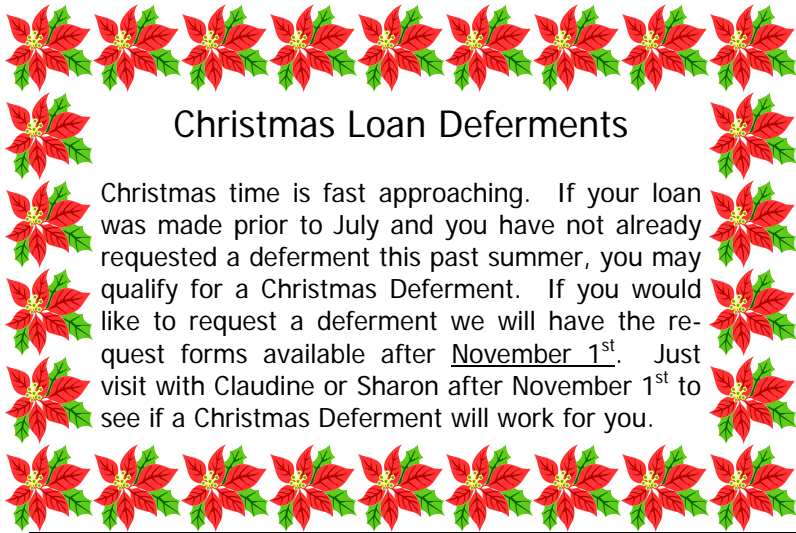 Christmas Loan Deferments
Christmas time is fast approaching.  If your loan
was made prior to July and you have not already
requested a deferment this past summer, you may
qualify for a Christmas Deferment.  If you would
like to request a deferment we will have the re-
quest forms available after November 1st.  Just
visit with Claudine or Sharon after November 1st to
see if a Christmas Deferment will work for you.